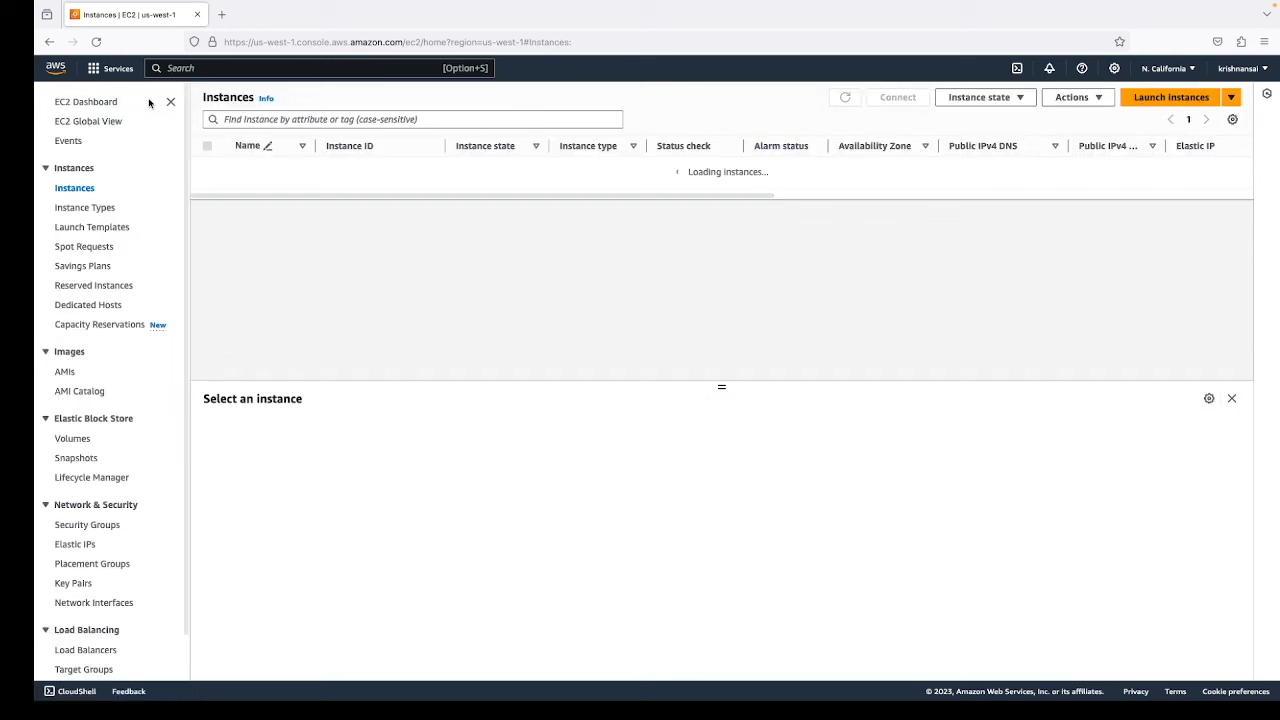 Instances | EC2 | us-west-1
https://us-west-1.console.aws.amazon.com/ec2/home?region=us-west-1#Instances:
aws
Services
Search
[Option+S]
N. California
krishnansai
EC2 Dashboard
EC2 Global View
Events
Instances
Instances
Instance Types
Launch Templates
Spot Requests
Savings Plans
Reserved Instances
Dedicated Hosts
Capacity Reservations New
Images
AMIs
AMI Catalog
Elastic Block Store
Volumes
Snapshots
Lifecycle Manager
Network & Security
Security Groups
Elastic IPs
Placement Groups
Key Pairs
Network Interfaces
Load Balancing
Load Balancers
Target Groups
Instances Info
Connect
Instance state
Actions
Launch instances
Find Instance by attribute or tag (case-sensitive)
1
Name
Instance ID
Instance state
Instance type
Status check
Alarm status
Availability Zone
Public IPv4 DNS
Public IPv4 ...
Elastic IP
Loading instances...
Select an instance
CloudShell
Feedback
© 2023, Amazon Web Services, Inc. or its affiliates.
Privacy
Terms
Cookie preferences